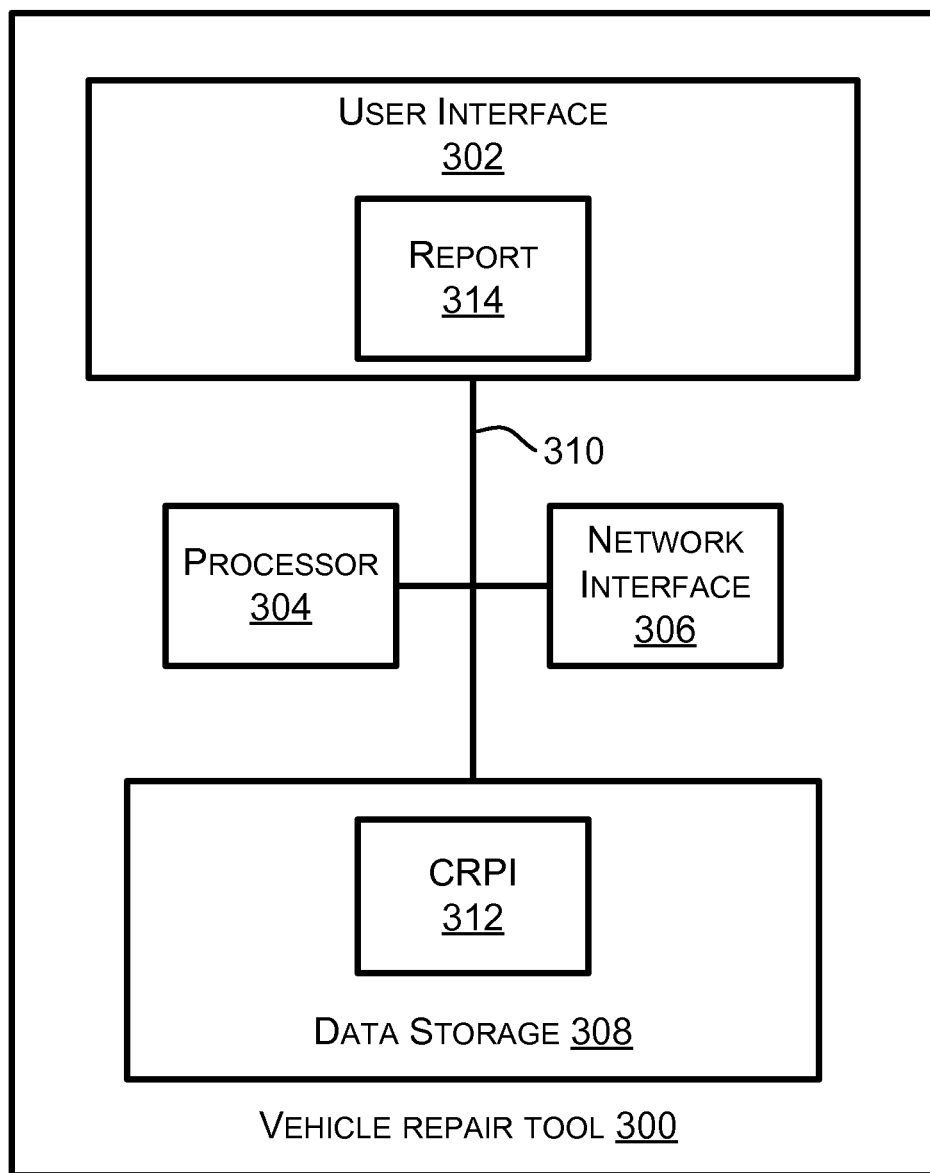 USER INTERFACE
302
REPORT
314
310
PROCESSOR
304
NETWORK
INTERFACE
306
CRPI
312
DATA STORAGE 308
VEHICLE REPAIR TOOL 300